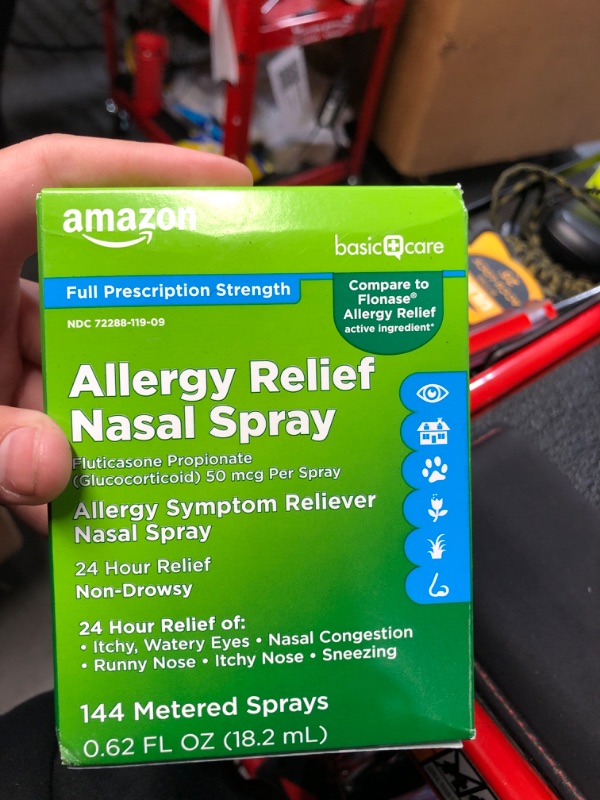 amazon
basic care
Full Prescription Strength
Compare to
Flonase®
Allergy Relief
active ingredient*
NDC 72288-119-09
Allergy Relief
Nasal Spray
Fluticasone Propionate
(Glucocorticoid) 50 mcg Per Spray
Allergy Symptom Reliever
Nasal Spray
24 Hour Relief
Non-Drowsy
24 Hour Relief of:
• Itchy, Watery Eyes • Nasal Congestion
• Runny Nose • Itchy Nose • Sneezing
144 Metered Sprays
0.62 FL OZ (18.2 mL)